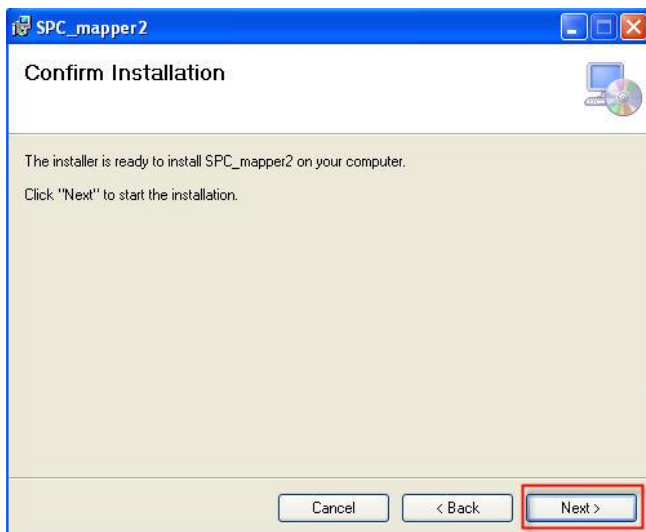 SPC_mapper2
Confirm Installation
The installer is ready to install SPC_mapper2 on your computer.
Click "Next" to start the installation.
Cancel
< Back
Next >